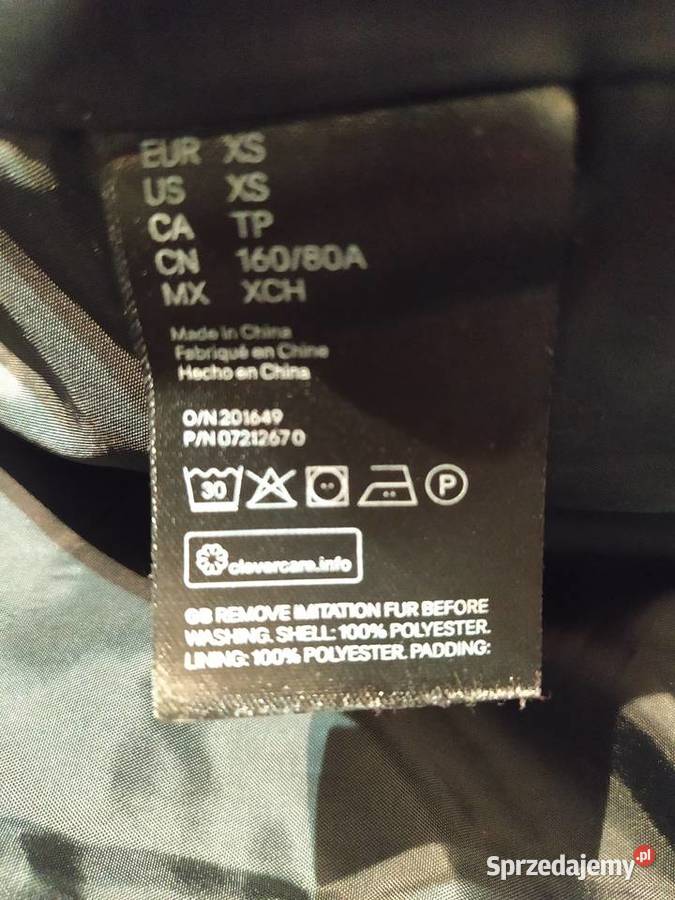 EUR XS
US XS
CA TP
CN 160/80A
MX XCH
Made in China
Fabriqué en Chine
Hecho en China
O/N 201649
P/N 0721267 0
30
P
clevercare.info
GB REMOVE IMITATION FUR BEFORE
WASHING. SHELL: 100% POLYESTER.
LINING: 100% POLYESTER. PADDING:
Sprzedajemy.pl